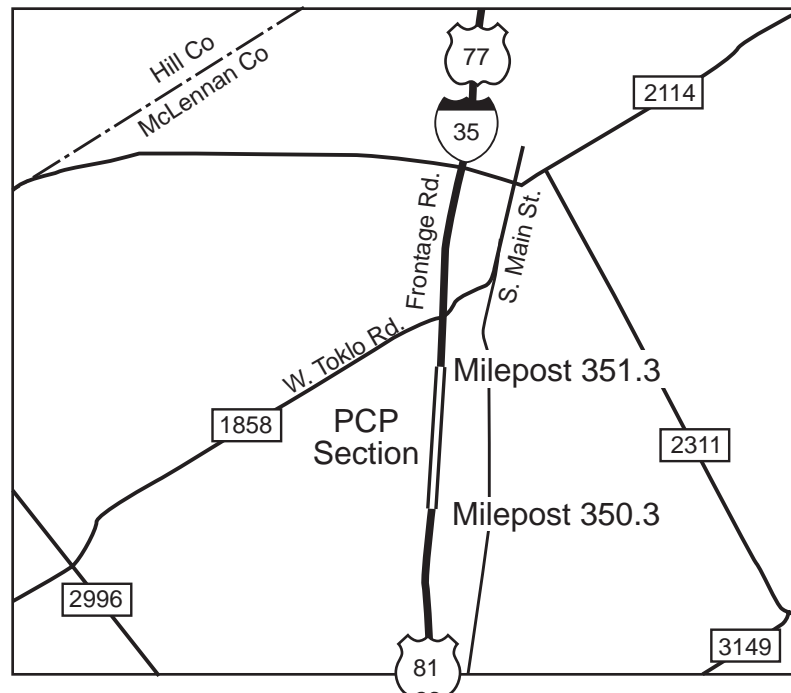 Hill Co
McLennan Co
77
35
2114
Frontage Rd.
S. Main St.
W. Toklo Rd.
Milepost 351.3
1858
PCP
Section
2311
Milepost 350.3
2996
3149
81